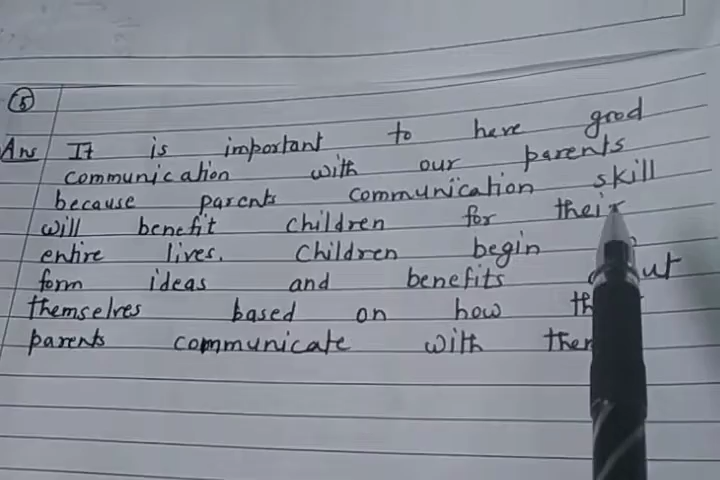 5
Ans It is important to have good
communication with our parents
because parents communication skill
will benefit children for their
entire lives. Children begin
form ideas and benefits
themselves based on how
parents communicate with